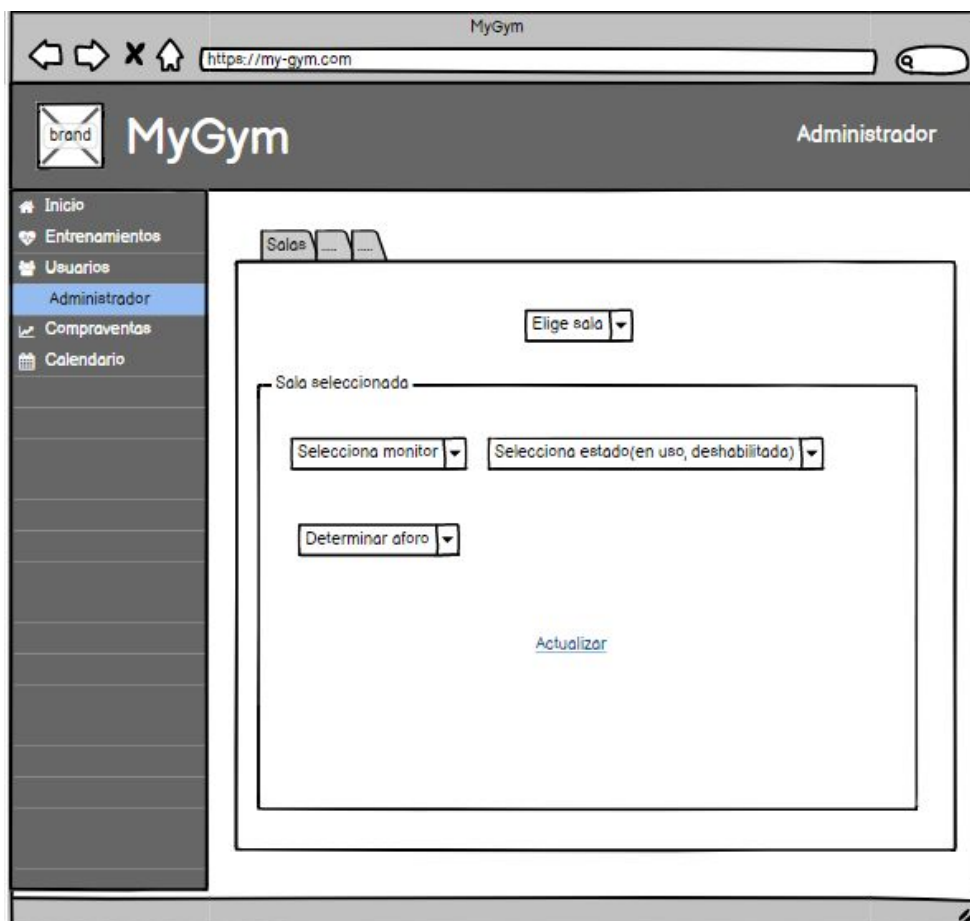 MyGym
https://my-gym.com
brand
MyGym
Administrador
Inicio
Entrenamientos
Usuarios
Administrador
Compraventas
Calendario
Salas
.....
.....
Elige sala
Sala seleccionada
Selecciona monitor
Selecciona estado(en uso, deshabilitada)
Determinar aforo
Actualizar